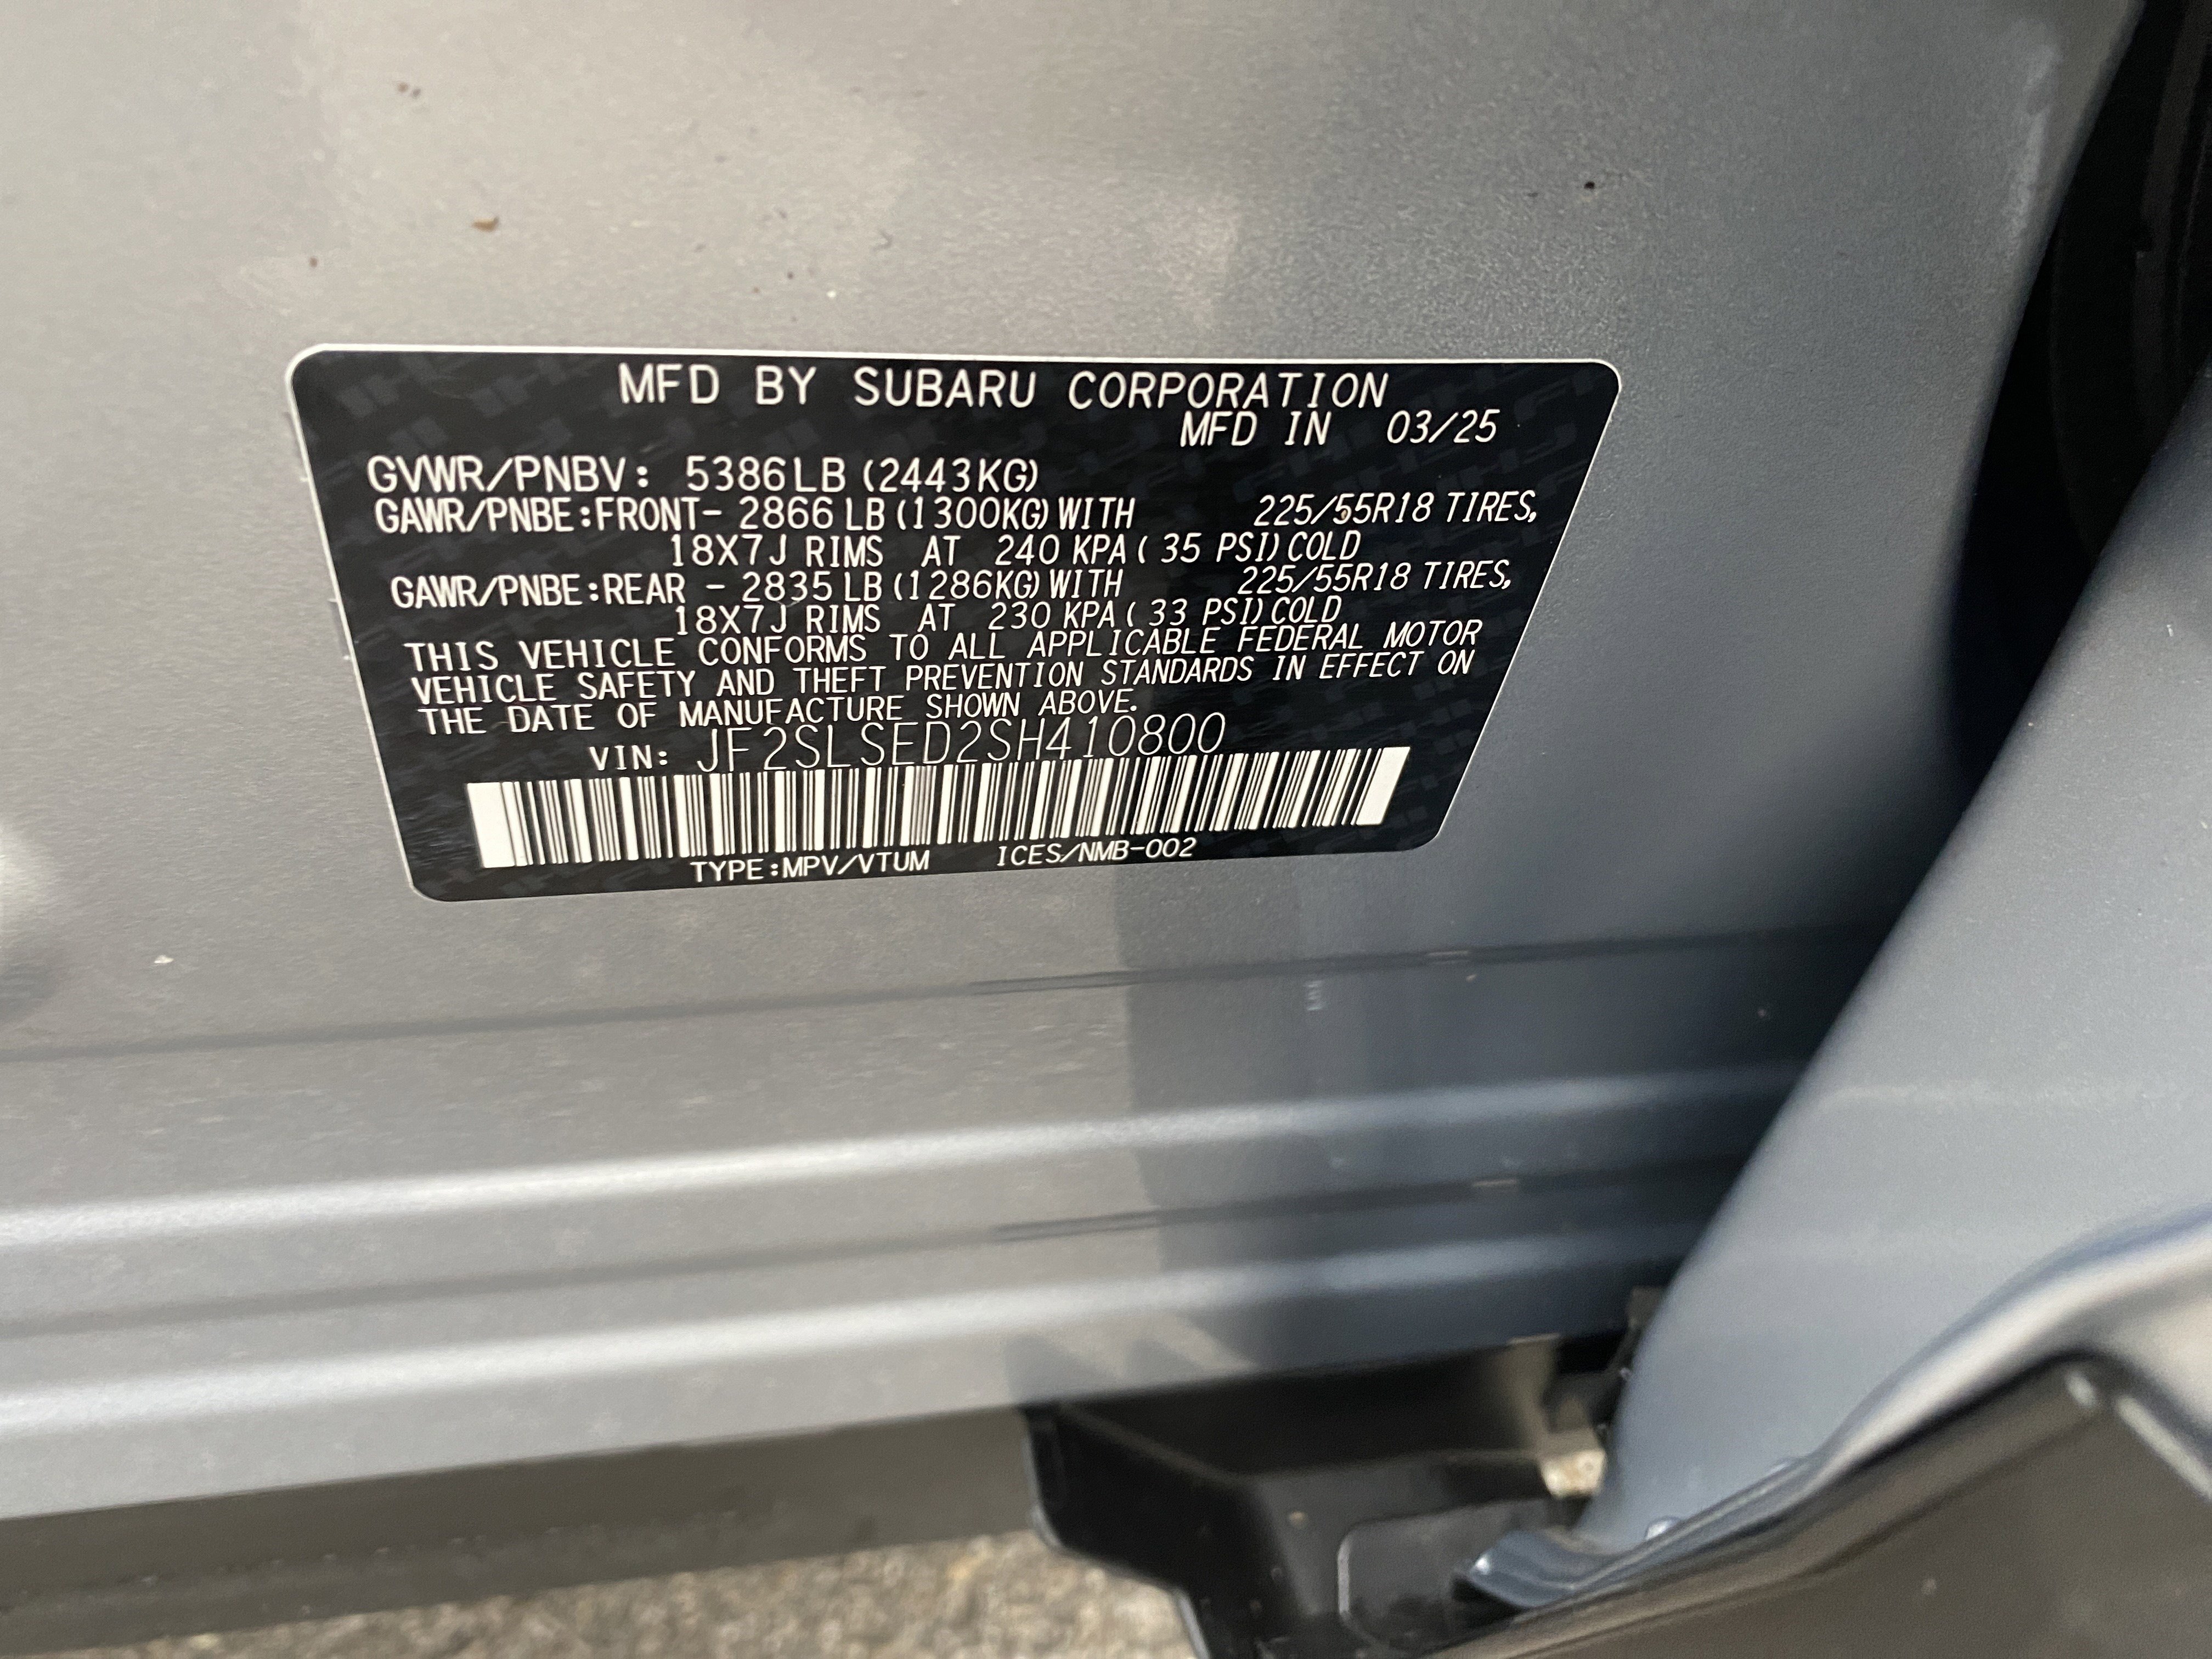 MFD BY SUBARU CORPORATION
MFD IN 03/25
GVWR/PNBV: 5386LB (2443KG)
GAWR/PNBE:FRONT- 2866 LB (1300KG) WITH 225/55R18 TIRES,
18X7J RIMS AT 240 KPA ( 35 PSI) COLD
GAWR/PNBE:REAR - 2835 LB (1286KG) WITH 225/55R18 TIRES,
18X7J RIMS AT 230 KPA ( 33 PSI) COLD
THIS VEHICLE CONFORMS TO ALL APPLICABLE FEDERAL MOTOR
VEHICLE SAFETY AND THEFT PREVENTION STANDARDS IN EFFECT ON
THE DATE OF MANUFACTURE SHOWN ABOVE.
VIN: JF2SLSED2SH410800
TYPE:MPV/VTUM ICES/NMB-002